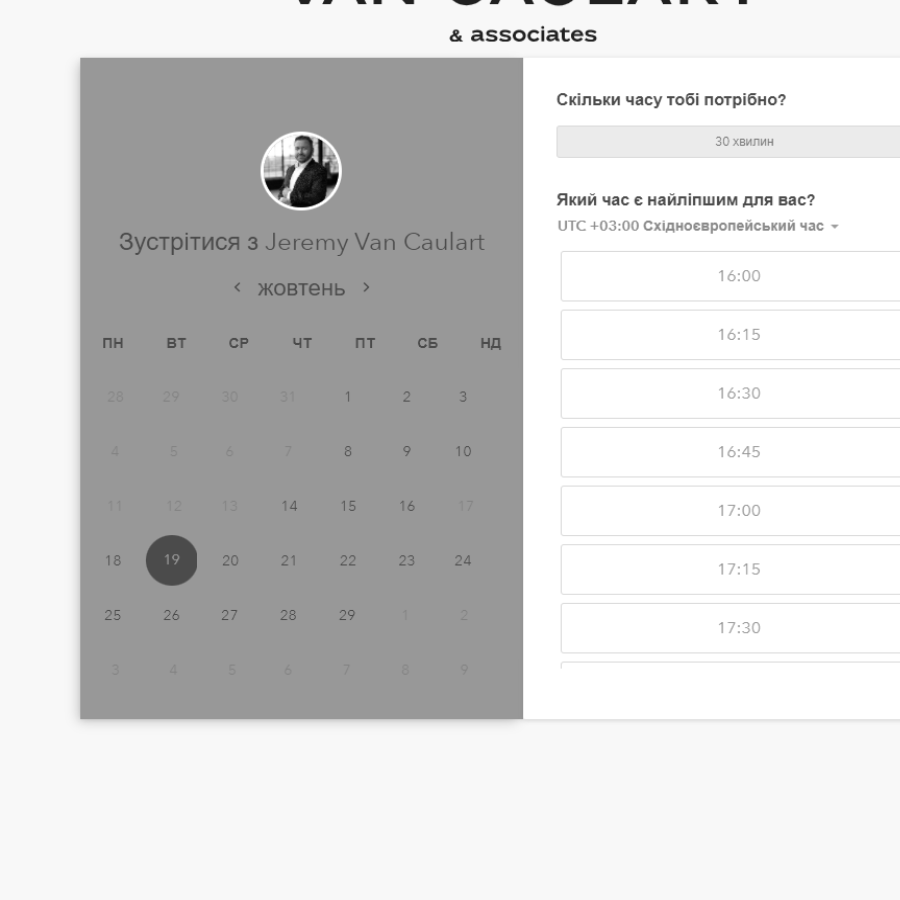 VAN CAULART
& associates
Зустрітися з Jeremy Van Caulart
жовтень
ПН ВТ СР ЧТ ПТ СБ НД
28 29 30 31 1 2 3
4 5 6 7 8 9 10
11 12 13 14 15 16 17
18 19 20 21 22 23 24
25 26 27 28 29 1 2
3 4 5 6 7 8 9
Скільки часу тобі потрібно?
30 хвилин
Який час є найліпшим для вас?
UTC +03:00 Східноєвропейський час
16:00
16:15
16:30
16:45
17:00
17:15
17:30